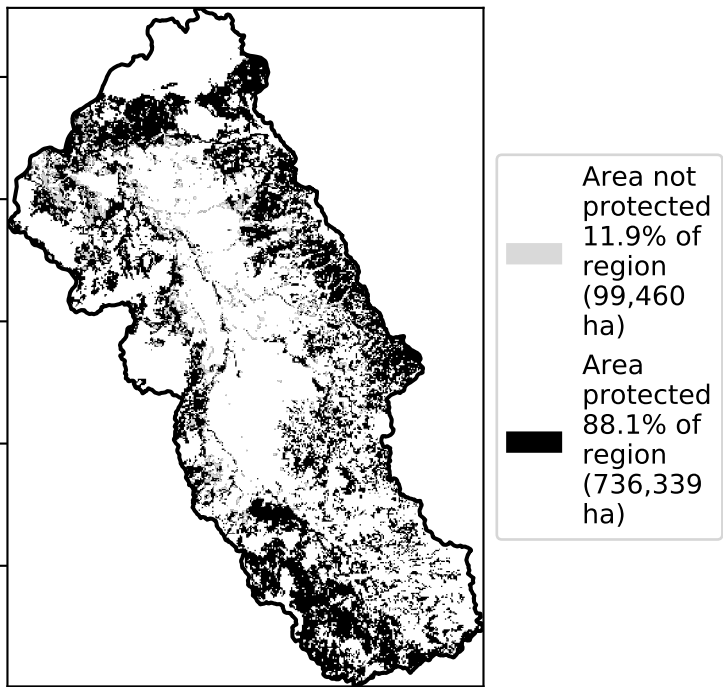 Area not
protected
11.9% of
region
(99,460
ha)
Area
protected
88.1% of
region
(736,339
ha)